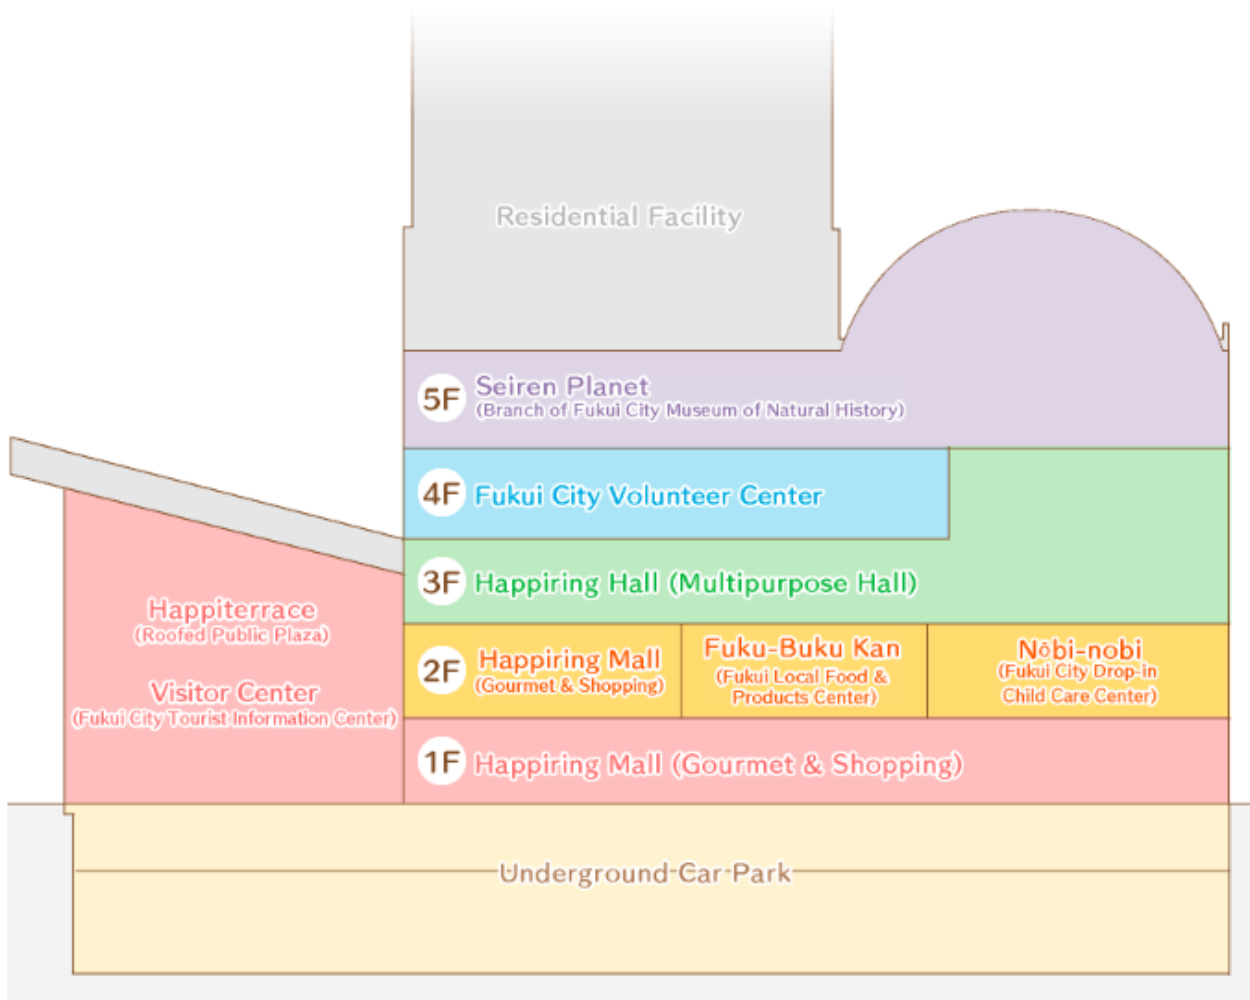 Residential Facility
5F Seiren Planet
(Branch of Fukui City Museum of Natural History)
4F Fukui City Volunteer Center
3F Happiring Hall (Multipurpose Hall)
Happiterrace
(Roofed Public Plaza)
Visitor Center
(Fukui City Tourist Information Center)
2F Happiring Mall
(Gourmet & Shopping)
Fuku-Buku Kan
(Fukui Local Food &
Products Center)
Nōbi-nobi
(Fukui City Drop-in
Child Care Center)
1F Happiring Mall (Gourmet & Shopping)
Underground Car Park